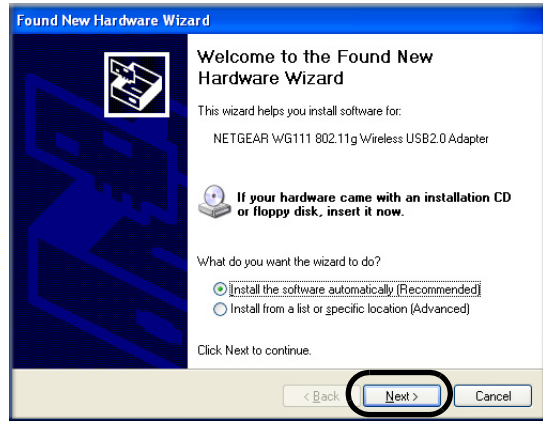 Found New Hardware Wizard
Welcome to the Found New
Hardware Wizard
This wizard helps you install software for:
NETGEAR WG111 802.11g Wireless USB2.0 Adapter
If your hardware came with an installation CD
or floppy disk, insert it now.
What do you want the wizard to do?
Install the software automatically (Recommended)
Install from a list or specific location (Advanced)
Click Next to continue.
< Back Next > Cancel